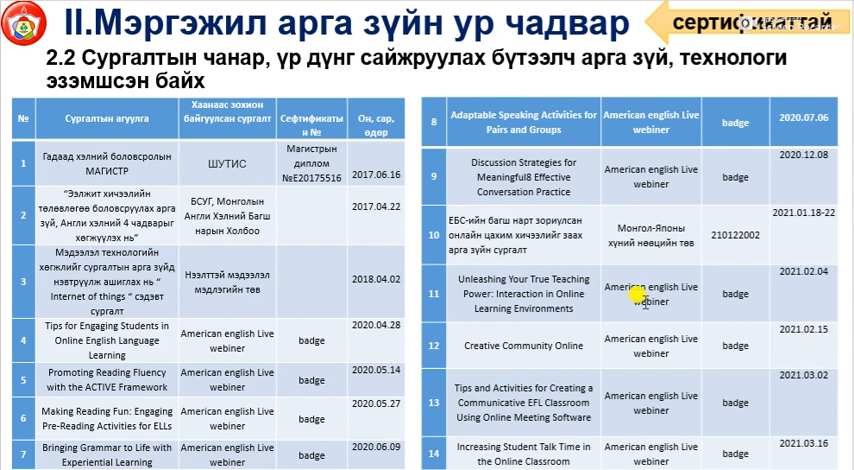 II.Мэргэжил арга зүйн ур чадвар
сертификаттай
2.2 Сургалтын чанар, үр дүнг сайжруулах бүтээлч арга зүй, технологи
эзэмшсэн байх
№ Сургалтын агуулга Хаанаас зохион байгуулсан сургалт Сефтификаты н № Он, сар, өдөр
1 Гадаад хэлний боловсролын МАГИСТР ШУТИС Магистрын диплом №E20175516 2017.06.16
2 “Ээлжит хичээлийн төлөвлөгөө боловсруулах арга зүй, Англи хэлний 4 чадварыг хөгжүүлэх нь” БСУГ, Монголын Англи Хэлний Багш нарын Холбоо 2017.04.22
3 Мэдээлэл технологийн хөгжлийг сургалтын арга зүйд нэвтрүүлж ашиглах нь “ Internet of things “ сэдэвт сургалт Нээлттэй мэдээлэл мэдлэгийн төв 2018.04.02
4 Tips for Engaging Students in Online English Language Learning American english Live webiner badge 2020.04.28
5 Promoting Reading Fluency with the ACTIVE Framework American english Live webiner badge 2020.05.14
6 Making Reading Fun: Engaging Pre-Reading Activities for ELLs American english Live webiner badge 2020.05.27
7 Bringing Grammar to Life with Experiential Learning American english Live webiner badge 2020.06.09
8 Adaptable Speaking Activities for Pairs and Groups American english Live webiner badge 2020.07.06
9 Discussion Strategies for Meaningful8 Effective Conversation Practice American english Live webiner badge 2020.12.08
10 ЕБС-ийн багш нарт зориулсан онлайн цахим хичээлийг заах арга зүйн сургалт Монгол-Японы хүний нөөцийн төв 210122002 2021.01.18-22
11 Unleashing Your True Teaching Power: Interaction in Online Learning Environments American english Live webiner badge 2021.02.04
12 Creative Community Online American english Live webiner badge 2021.02.15
13 Tips and Activities for Creating a Communicative EFL Classroom Using Online Meeting Software American english Live webiner badge 2021.03.02
14 Increasing Student Talk Time in the Online Classroom American english Live webiner badge 2021.03.16